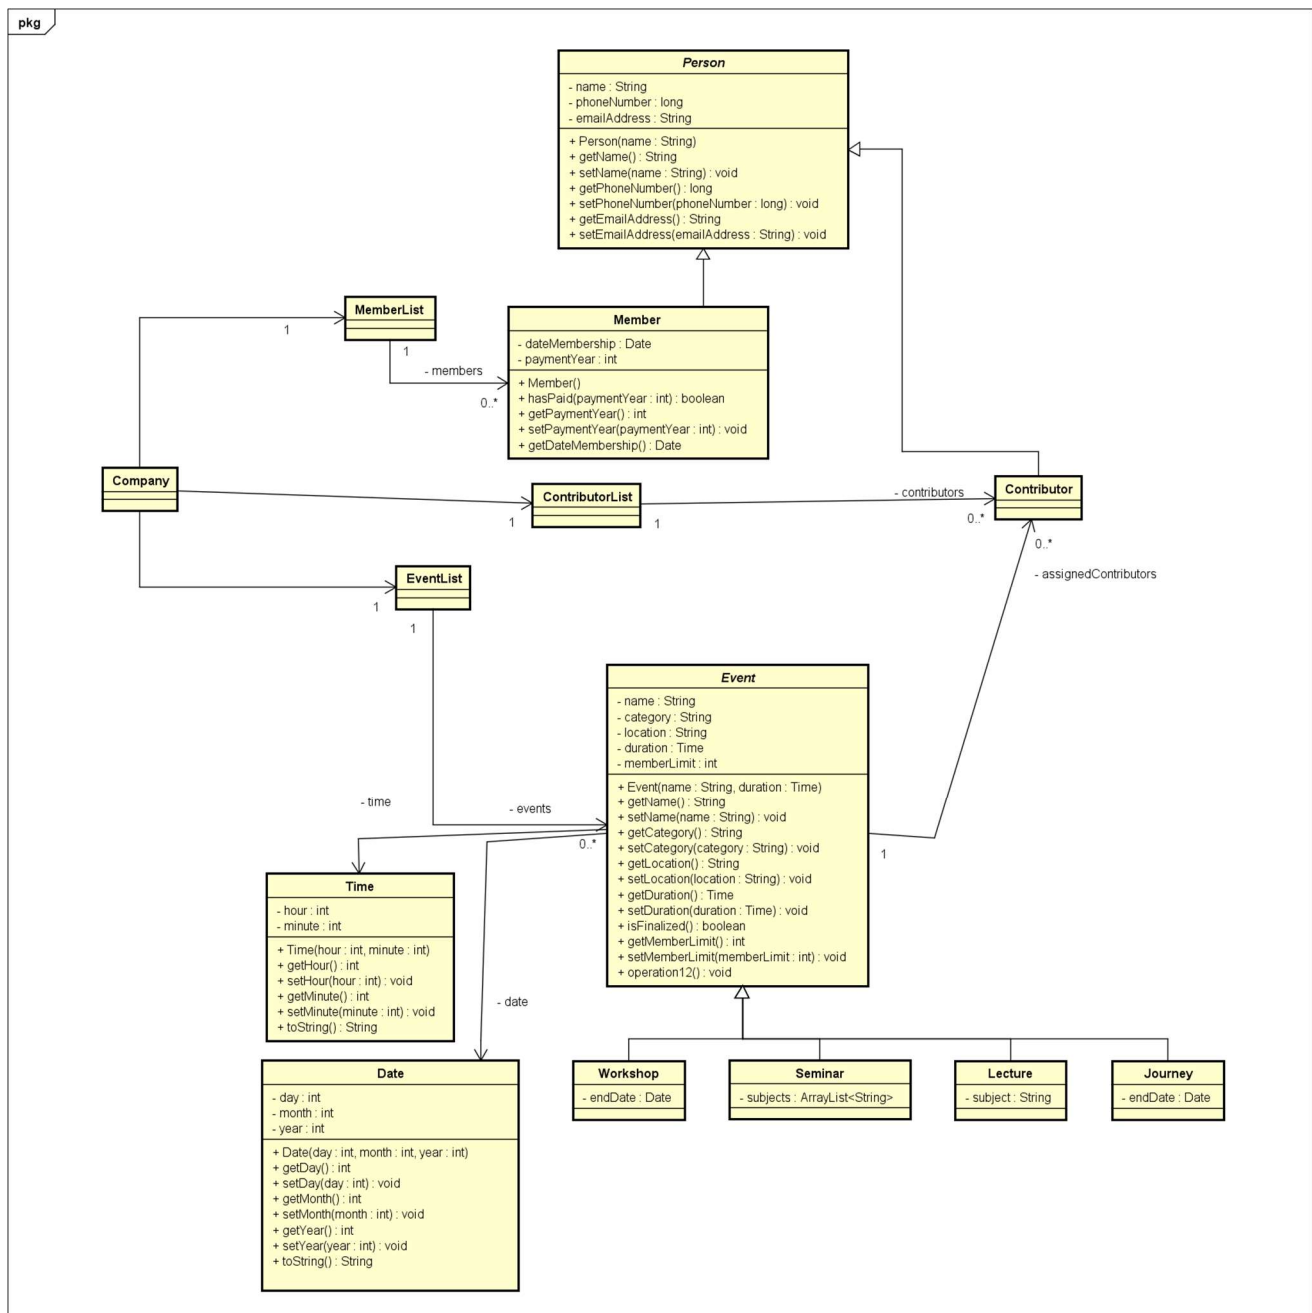 pkg
Person
- name : String
- phoneNumber : long
- emailAddress : String
+ Person(name : String)
+ getName() : String
+ setName(name : String) : void
+ getPhoneNumber() : long
+ setPhoneNumber(phoneNumber : long) : void
+ getEmailAddress() : String
+ setEmailAddress(emailAddress : String) : void
MemberList
1
1
- members
0..*
Member
- dateMembership : Date
- paymentYear : int
+ Member()
+ hasPaid(paymentYear : int) : boolean
+ getPaymentYear() : int
+ setPaymentYear(paymentYear : int) : void
+ getDateMembership() : Date
Company
ContributorList
1
1
- contributors
0..*
Contributor
0..*
- assignedContributors
EventList
1
1
Event
- name : String
- category : String
- location : String
- duration : Time
- memberLimit : int
+ Event(name : String, duration : Time)
+ getName() : String
+ setName(name : String) : void
+ getCategory() : String
+ setCategory(category : String) : void
+ getLocation() : String
+ setLocation(location : String) : void
+ getDuration() : Time
+ setDuration(duration : Time) : void
+ isFinalized() : boolean
+ getMemberLimit() : int
+ setMemberLimit(memberLimit : int) : void
+ operation12() : void
- time
- events
0..*
1
Time
- hour : int
- minute : int
+ Time(hour : int, minute : int)
+ getHour() : int
+ setHour(hour : int) : void
+ getMinute() : int
+ setMinute(minute : int) : void
+ toString() : String
- date
Date
- day : int
- month : int
- year : int
+ Date(day : int, month : int, year : int)
+ getDay() : int
+ setDay(day : int) : void
+ getMonth() : int
+ setMonth(month : int) : void
+ getYear() : int
+ setYear(year : int) : void
+ toString() : String
Workshop
- endDate : Date
Seminar
- subjects : ArrayList<String>
Lecture
- subject : String
Journey
- endDate : Date